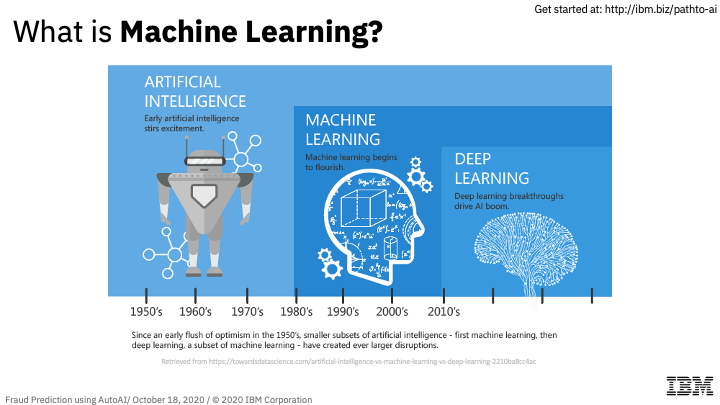 Get started at: http://ibm.biz/pathto-ai
What is Machine Learning?
ARTIFICIAL
INTELLIGENCE
Early artificial intelligence
stirs excitement.
MACHINE
LEARNING
Machine learning begins
to flourish.
DEEP
LEARNING
Deep learning breakthroughs
drive AI boom.
1950's 1960's 1970's 1980's 1990's 2000's 2010's
Since an early flush of optimism in the 1950's, smaller subsets of artificial intelligence - first machine learning, then
deep learning, a subset of machine learning - have created ever larger disruptions.
Retrieved from https://towardsdatascience.com/artificial-intelligence-vs-machine-learning-vs-deep-learning-2210ba8cc4ac
IBM
Fraud Prediction using AutoAI/ October 18, 2020 / © 2020 IBM Corporation